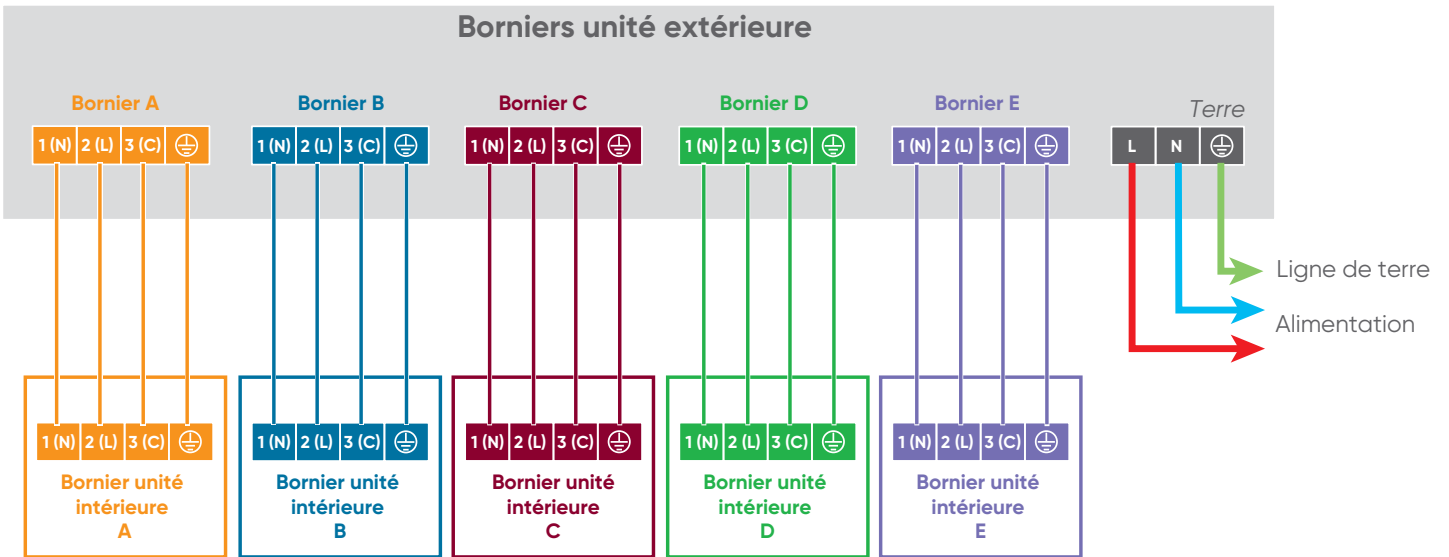 Borniers unité extérieure
Bornier A
Bornier B
Bornier C
Bornier D
Bornier E
Terre
1 (N) 2 (L) 3 (C)
1 (N) 2 (L) 3 (C)
1 (N) 2 (L) 3 (C)
1 (N) 2 (L) 3 (C)
1 (N) 2 (L) 3 (C)
L N
Ligne de terre
Alimentation
1 (N) 2 (L) 3 (C)
Bornier unité
intérieure
A
1 (N) 2 (L) 3 (C)
Bornier unité
intérieure
B
1 (N) 2 (L) 3 (C)
Bornier unité
intérieure
C
1 (N) 2 (L) 3 (C)
Bornier unité
intérieure
D
1 (N) 2 (L) 3 (C)
Bornier unité
intérieure
E